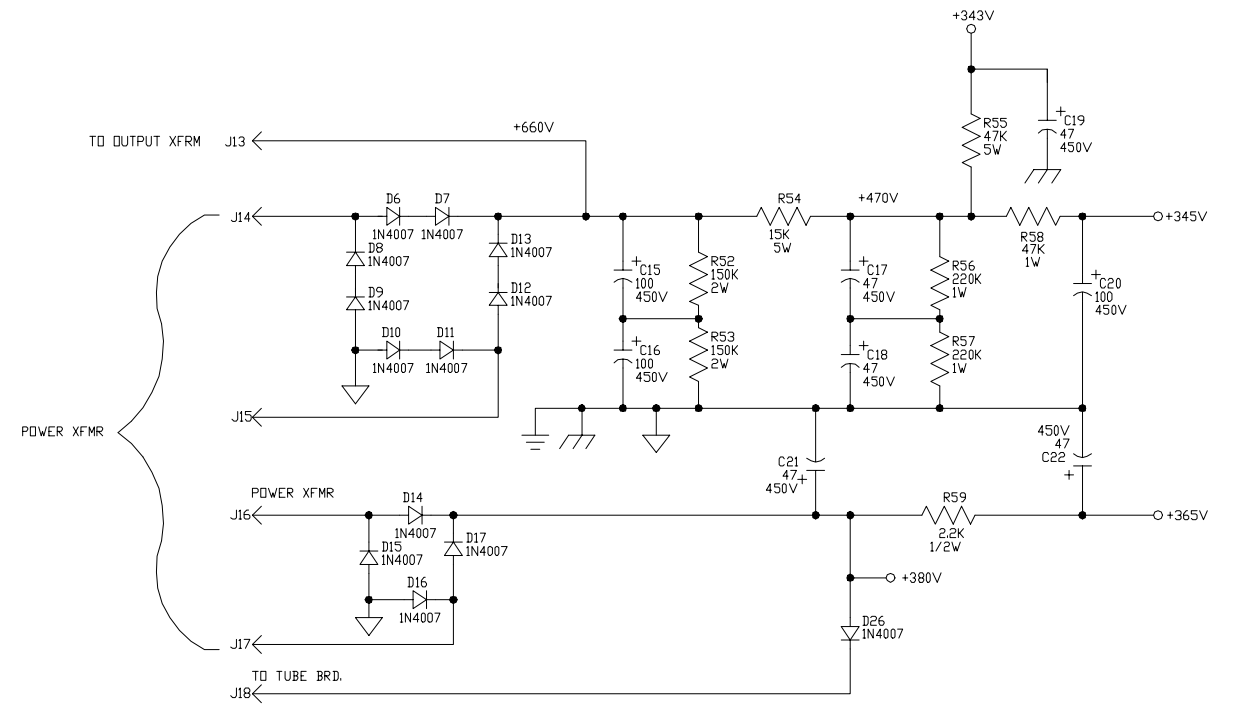 +343V
R55
47K
5W
+
C19
47
450V
TO OUTPUT XFRM
J13
+660V
J14
D6
1N4007
D7
1N4007
D8
1N4007
D9
1N4007
D10
1N4007
D11
1N4007
D13
1N4007
D12
1N4007
R54
15K
5W
+470V
R58
47K
1W
+345V
+
C15
100
450V
R52
150K
2W
+
C16
100
450V
R53
150K
2W
+
C17
47
450V
R56
220K
1W
+
C18
47
450V
R57
220K
1W
+
C20
100
450V
J15
POWER XFMR
C21
47
450V
+
450V
47
C22
+
POWER XFMR
J16
D14
1N4007
D15
1N4007
D17
1N4007
D16
1N4007
R59
2.2K
1/2W
+365V
+380V
D26
1N4007
J17
TO TUBE BRD.
J18